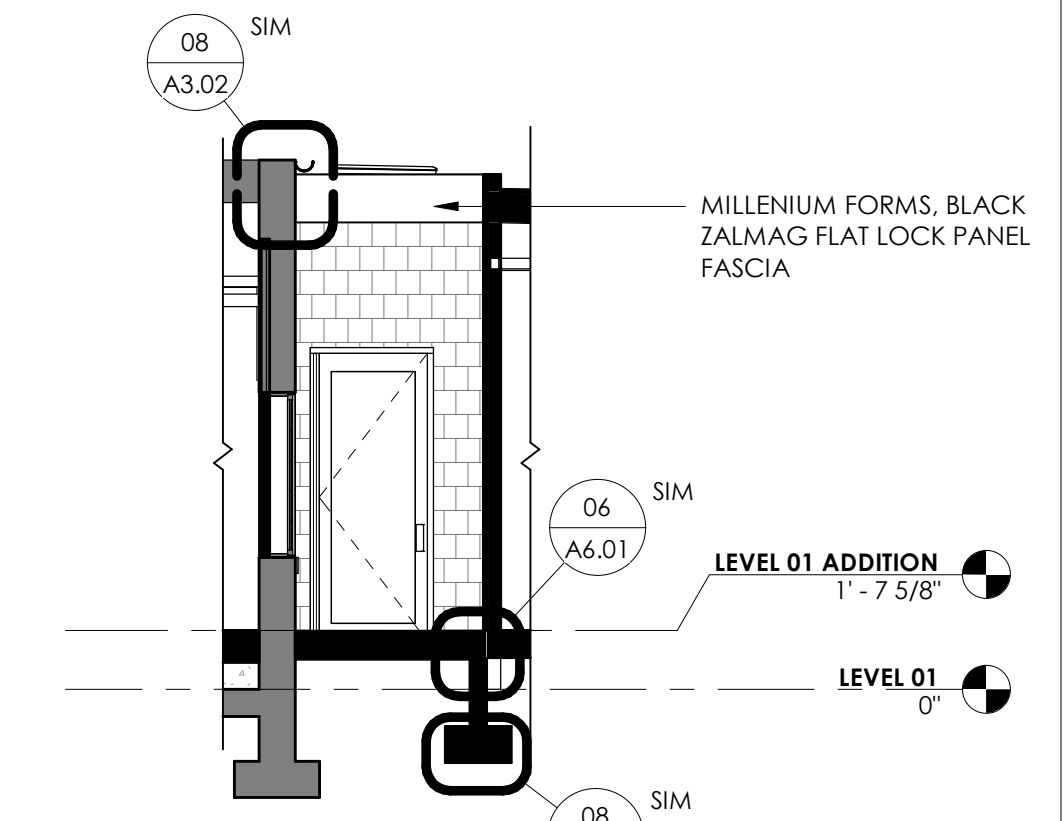 SIM
08
A3.02
MILLENIUM FORMS, BLACK
ZALMAG FLAT LOCK PANEL
FASCIA
SIM
06
A6.01
LEVEL 01 ADDITION
1' - 7 5/8"
LEVEL 01
0"
SIM
08